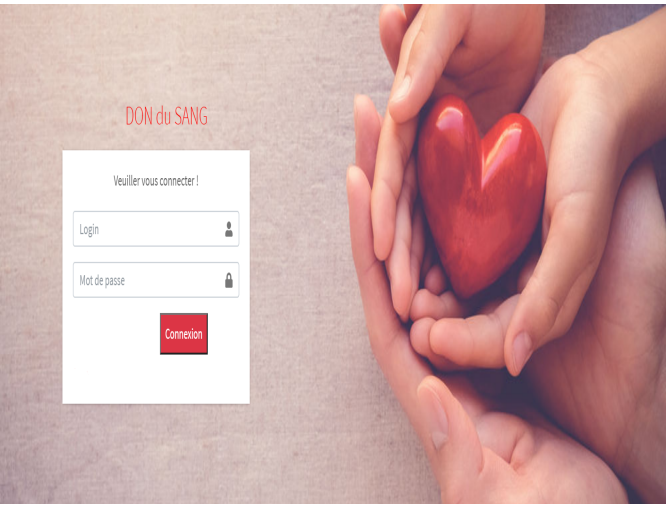 DON du SANG
Veuiller vous connecter !
Login
Mot de passe
Connexion